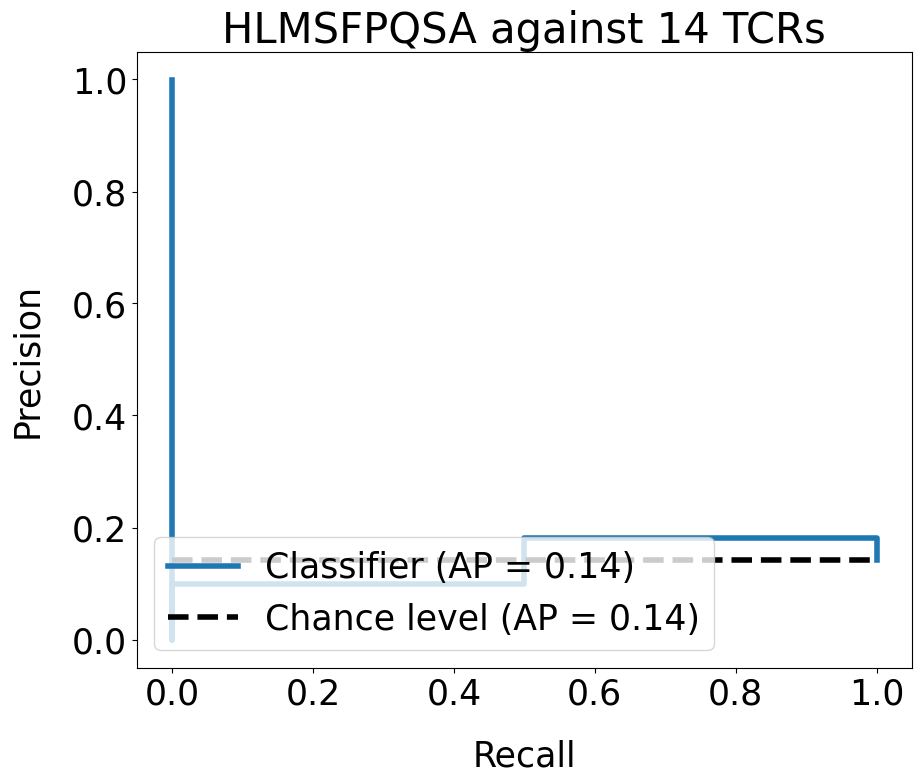 HLMSFPQSA against 14 TCRs
1.0
0.8
0.6
0.4
0.2
0.0
Precision
Classifier (AP = 0.14)
Chance level (AP = 0.14)
0.0 0.2 0.4 0.6 0.8 1.0
Recall